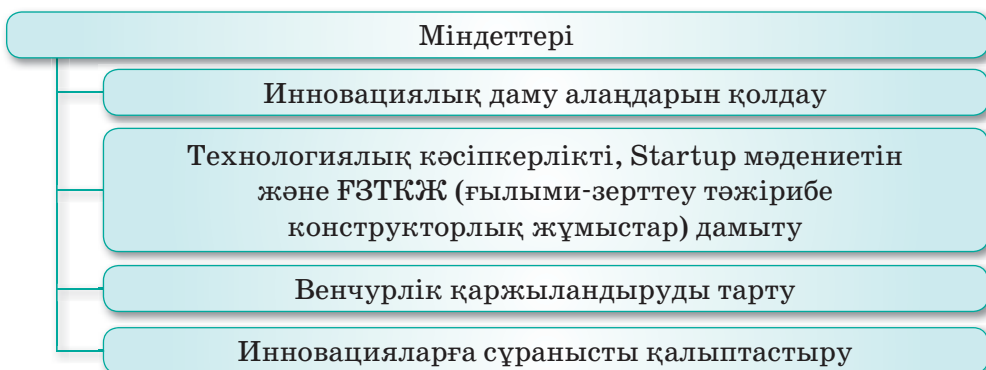 Міндеттері
Инновациялық даму алаңдарын қолдау
Технологиялық кәсіпкерлікті, Startup мәдениетін
және ҒЗТКЖ (ғылыми-зерттеу тәжірибе
конструкторлық жұмыстар) дамыту
Венчурлік қаржыландыруды тарту
Инновацияларға сұранысты қалыптастыру